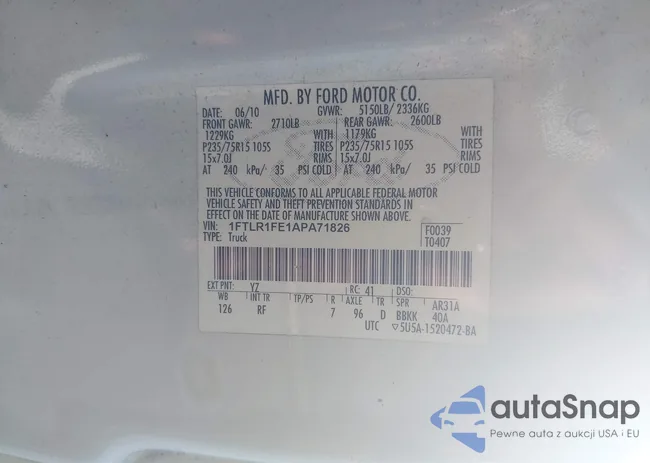 MFD. BY FORD MOTOR CO.
DATE: 06/10 GVWR: 5150LB/ 2336KG
FRONT GAWR: 2710LB REAR GAWR: 2600LB
1229KG WITH 1179KG WITH
P235/75R15 105S TIRES P235/75R15 105S TIRES
15x7.0J RIMS 15x7.0J RIMS
AT 240 kPa/ 35 PSI COLD AT 240 kPa/ 35 PSI COLD
THIS VEHICLE CONFORMS TO ALL APPLICABLE FEDERAL MOTOR
VEHICLE SAFETY AND THEFT PREVENTION STANDARDS IN
EFFECT ON THE DATE OF MANUFACTURE SHOWN ABOVE.
VIN: 1FTLR1FE1APA71826 F0039
TYPE: Truck T0407
EXT PNT: YZ RC: 41 DSO:
WB INT TR TP/PS R AXLE TR SPR AR31A
126 RF 7 96 D BBKK 40A
UTC ▽5U5A-1520472-BA
autaSnap
Pewne auta z aukcji USA i EU